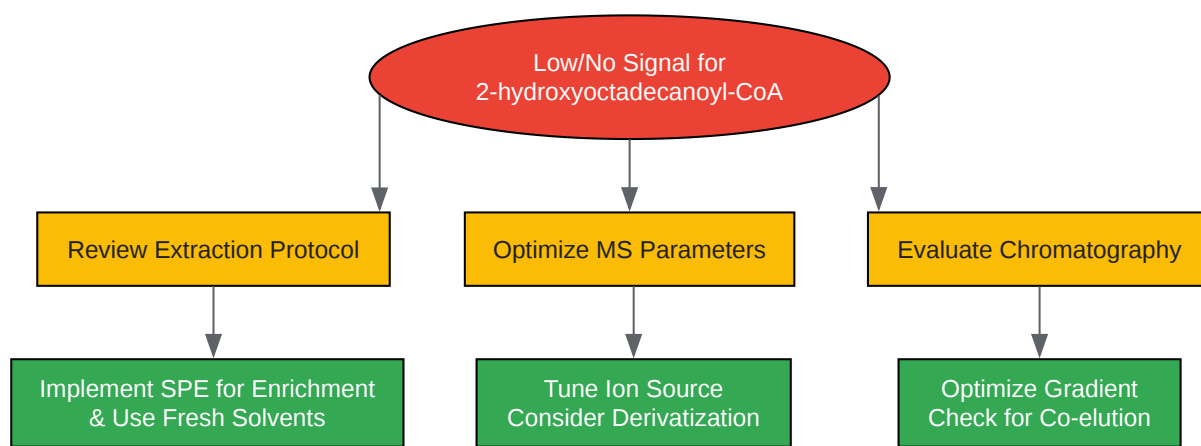 Low/No Signal for
2-hydroxyoctadecanoyl-CoA
Review Extraction Protocol
Optimize MS Parameters
Evaluate Chromatography
Implement SPE for Enrichment
& Use Fresh Solvents
Tune Ion Source
Consider Derivatization
Optimize Gradient
Check for Co-elution